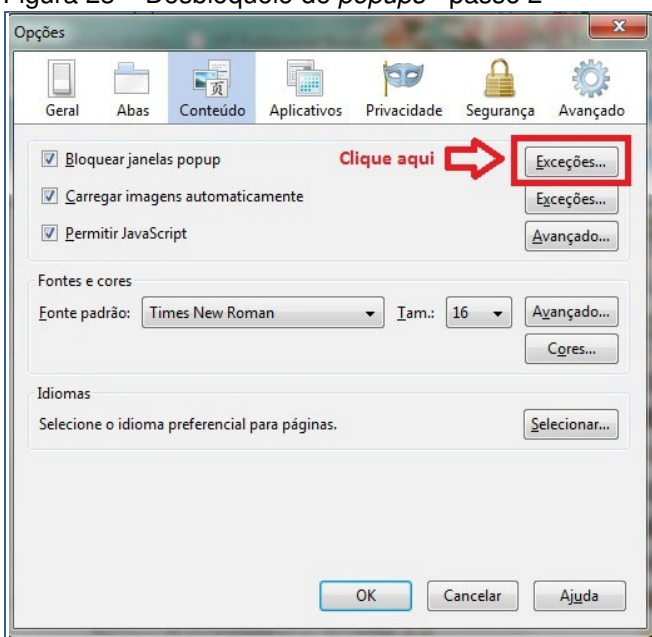 Figura 28 – Desbloqueio de popups - passo 2
Opções
Geral Abas Conteúdo Aplicativos Privacidade Segurança Avançado
Bloquear janelas popup Clique aqui Exceções...
Carregar imagens automaticamente Exceções...
Permitir JavaScript Avançado...
Fontes e cores
Fonte padrão: Times New Roman Tam.: 16 Avançado...
Cores...
Idiomas
Selecione o idioma preferencial para páginas. Selecionar...
OK Cancelar Ajuda